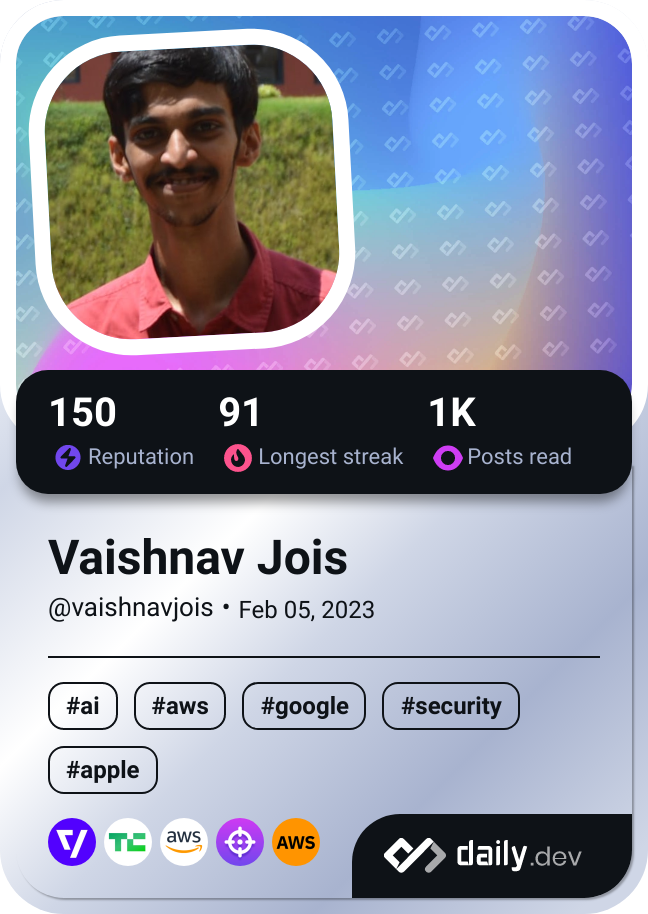 150 91 1K
Reputation Longest streak Posts read
Vaishnav Jois
@vaishnavjois • Feb 05, 2023
#ai #aws #google #security
#apple
TC aws AWS
daily.dev